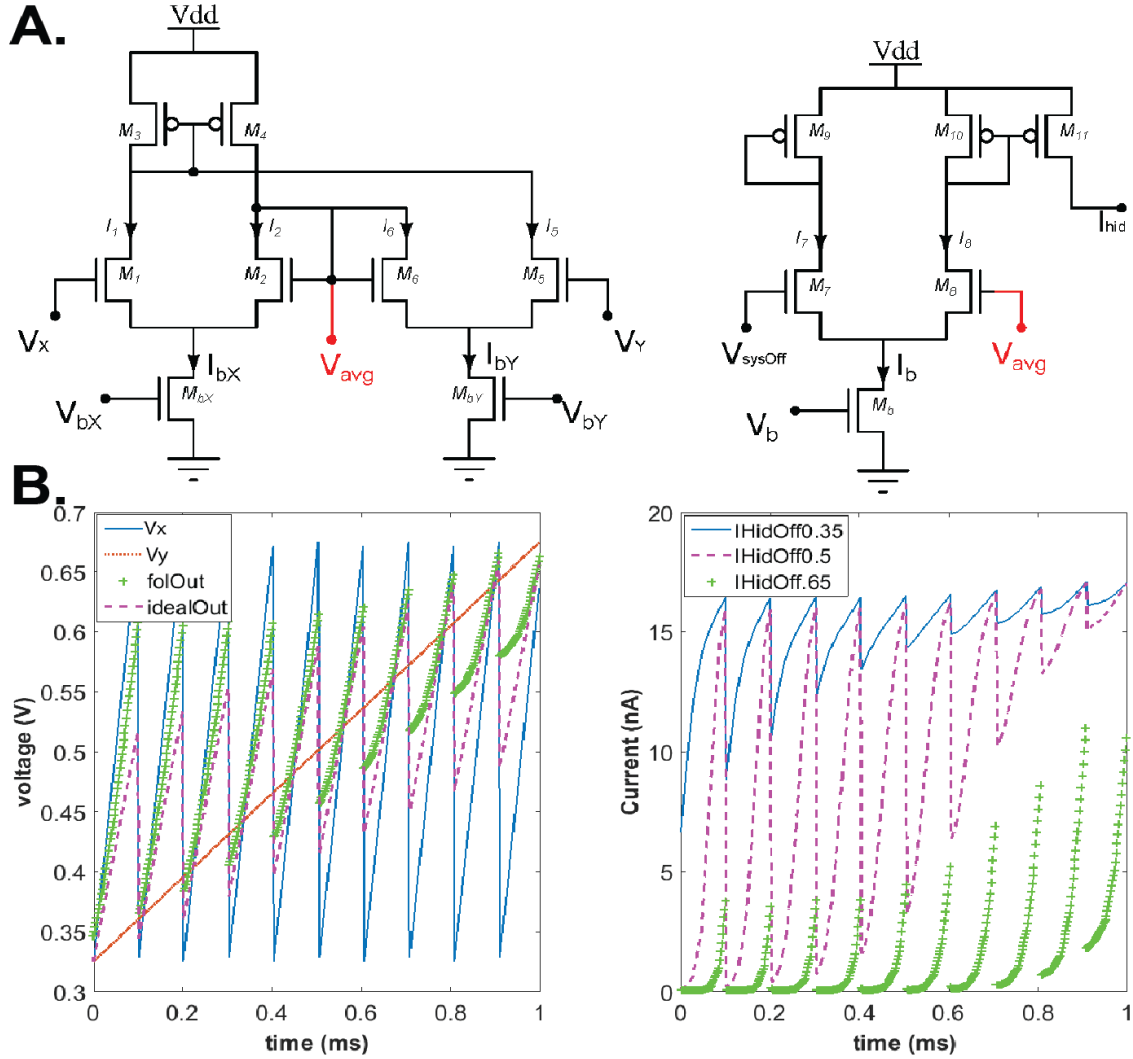 A.
Vdd
M3 M4
I1 I2 I6 I5
M1 M2 M6 M5
VX Vavg VY
IbX IbY
VbX MbX MbY VbY
Vdd
M9 M10 M11
Ihid
I7 I8
M7 M8
VsysOff Vavg
Ib
Vb Mb
B.
0.7
0.65
0.6
0.55
0.5
0.45
0.4
0.35
0.3
voltage (V)
Vx
Vy
folOut
idealOut
0 0.2 0.4 0.6 0.8 1
time (ms)
20
15
10
5
0
Current (nA)
IHidOff0.35
IHidOff0.5
IHidOff.65
0 0.2 0.4 0.6 0.8 1
time (ms)